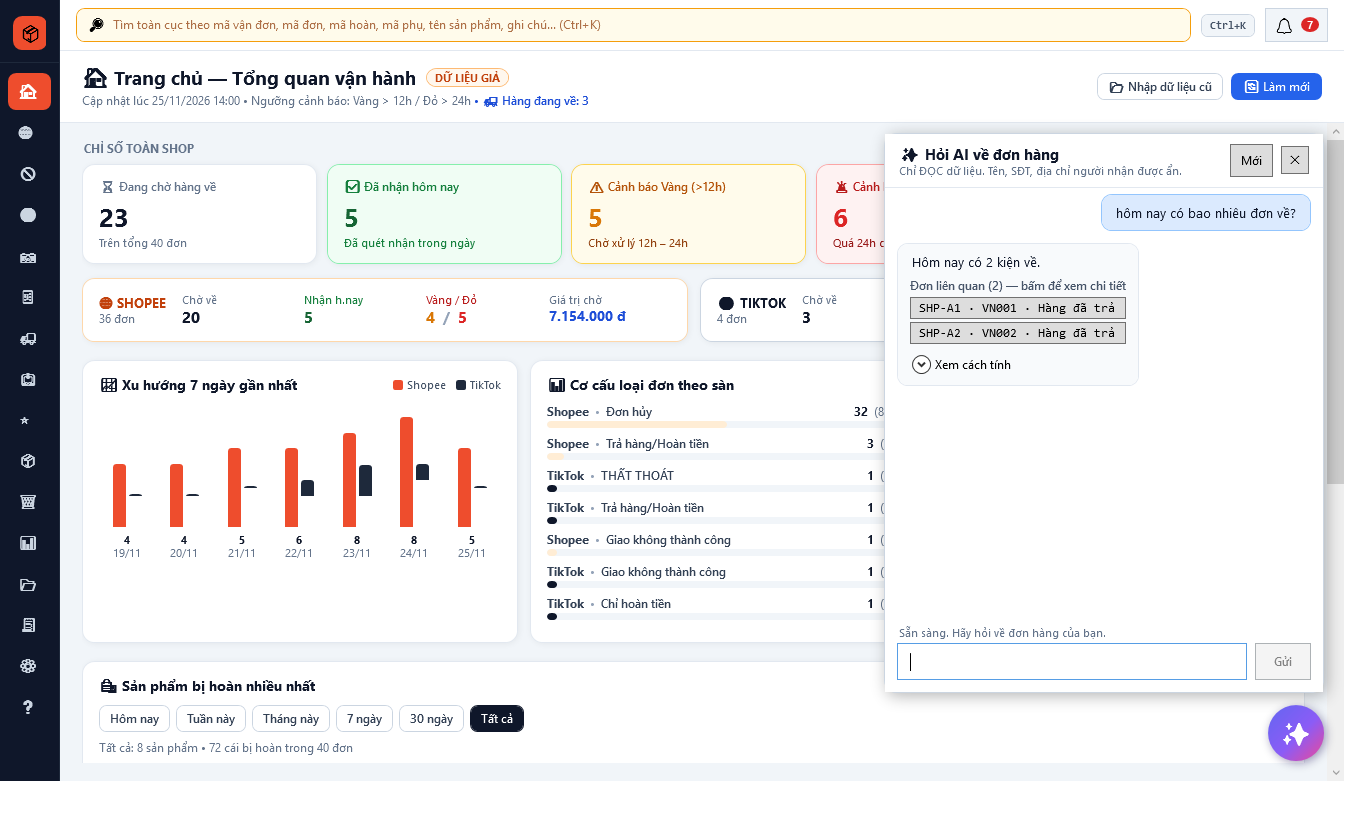 Tìm toàn cục theo mã vận đơn, mã đơn, mã hoàn, mã phụ, tên sản phẩm, ghi chú... (Ctrl+K)
Ctrl+K
7
Trang chủ — Tổng quan vận hành
DỮ LIỆU GIẢ
Cập nhật lúc 25/11/2026 14:00 • Ngưỡng cảnh báo: Vàng > 12h / Đỏ > 24h • Hàng đang về: 3
Nhập dữ liệu cũ
Làm mới
CHỈ SỐ TOÀN SHOP
Đang chờ hàng về
23
Trên tổng 40 đơn
Đã nhận hôm nay
5
Đã quét nhận trong ngày
Cảnh báo Vàng (>12h)
5
Chờ xử lý 12h – 24h
Cảnh
6
Quá 24h
SHOPEE
36 đơn
Chờ về
20
Nhận h.nay
5
Vàng / Đỏ
4 / 5
Giá trị chờ
7.154.000 đ
TIKTOK
4 đơn
Chờ về
3
Xu hướng 7 ngày gần nhất
Shopee
TikTok
4
19/11
4
20/11
5
21/11
6
22/11
8
23/11
8
24/11
5
25/11
Cơ cấu loại đơn theo sàn
Shopee • Đơn hủy 32 (8
Shopee • Trả hàng/Hoàn tiền 3 (
TikTok • THẤT THOÁT 1 (
TikTok • Trả hàng/Hoàn tiền 1 (
Shopee • Giao không thành công 1 (
TikTok • Giao không thành công 1 (
TikTok • Chỉ hoàn tiền 1 (
Sản phẩm bị hoàn nhiều nhất
Hôm nay
Tuần này
Tháng này
7 ngày
30 ngày
Tất cả
Tất cả: 8 sản phẩm • 72 cái bị hoàn trong 40 đơn
Hỏi AI về đơn hàng
Chỉ ĐỌC dữ liệu. Tên, SĐT, địa chỉ người nhận được ẩn.
Mới
hôm nay có bao nhiêu đơn về?
Hôm nay có 2 kiện về.
Đơn liên quan (2) — bấm để xem chi tiết
SHP-A1 · VN001 · Hàng đã trả
SHP-A2 · VN002 · Hàng đã trả
Xem cách tính
Sẵn sàng. Hãy hỏi về đơn hàng của bạn.
Gửi
?